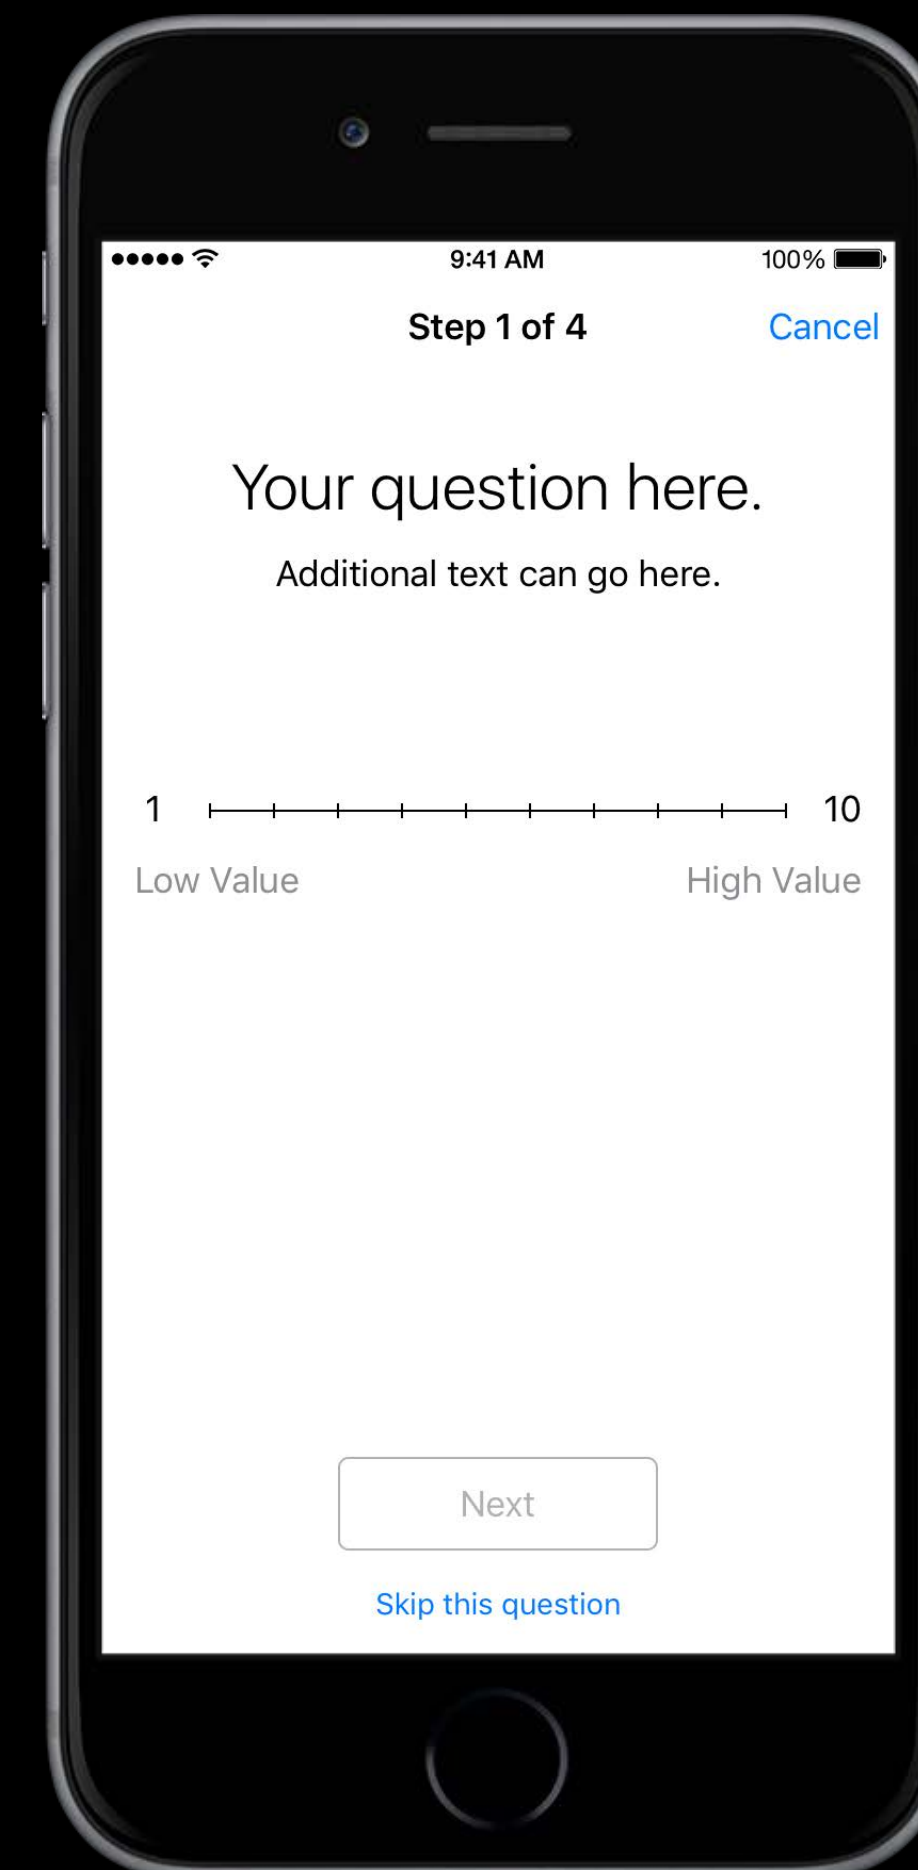 9:41 AM 100%
Step 1 of 4 Cancel
Your question here.
Additional text can go here.
1 10
Low Value High Value
Next
Skip this question